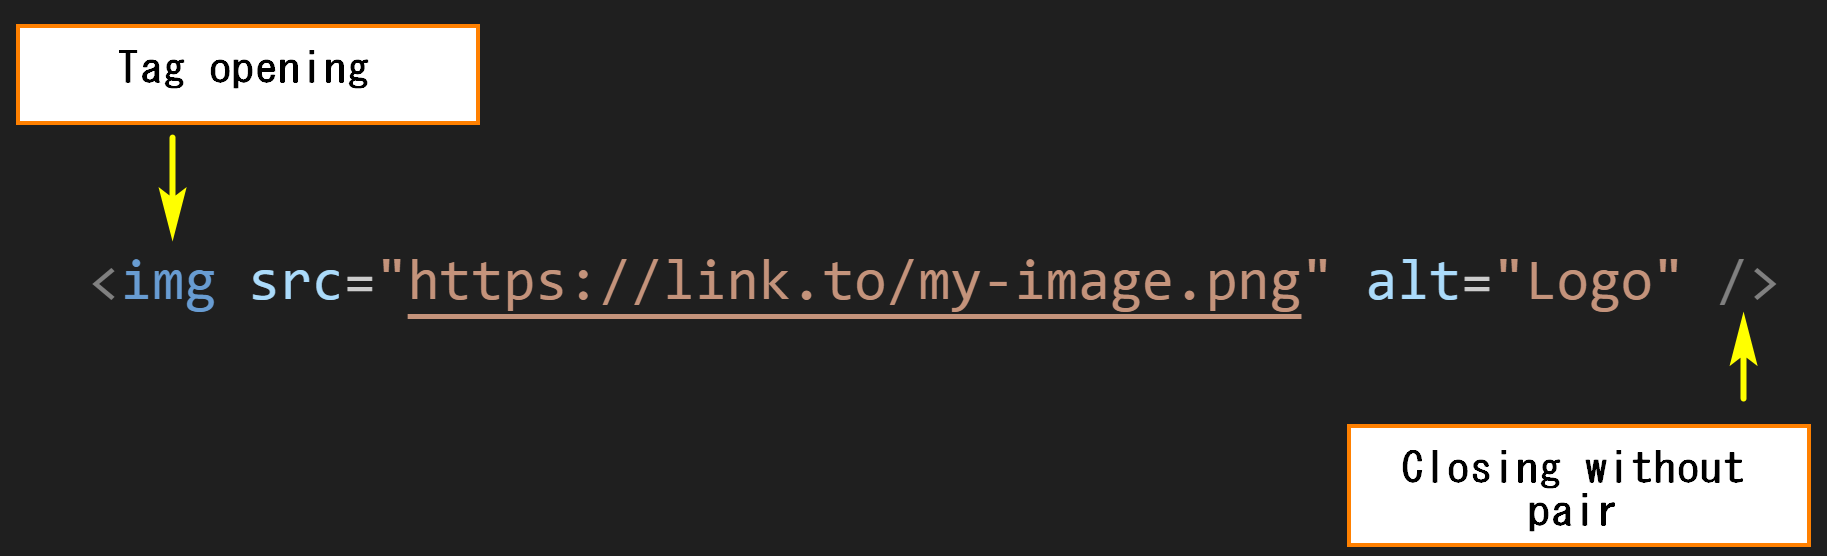 Tag opening
<img src="https://link.to/my-image.png" alt="Logo" />
Closing without
pair